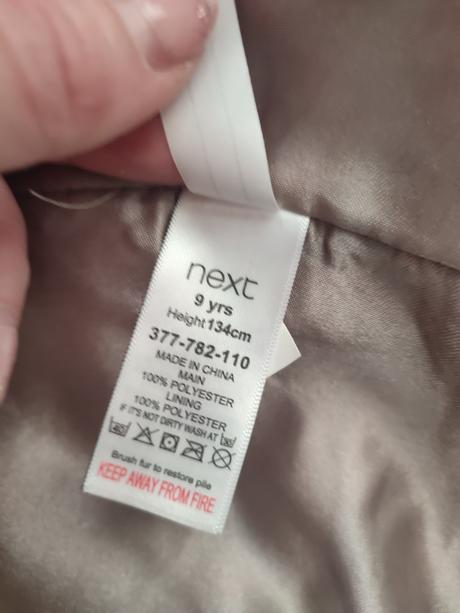 next
9 yrs
Height 134cm
377-782-110
MADE IN CHINA
MAIN
100% POLYESTER
LINING
100% POLYESTER
IF IT'S NOT DIRTY WASH AT
Brush fur to restore pile
KEEP AWAY FROM FIRE